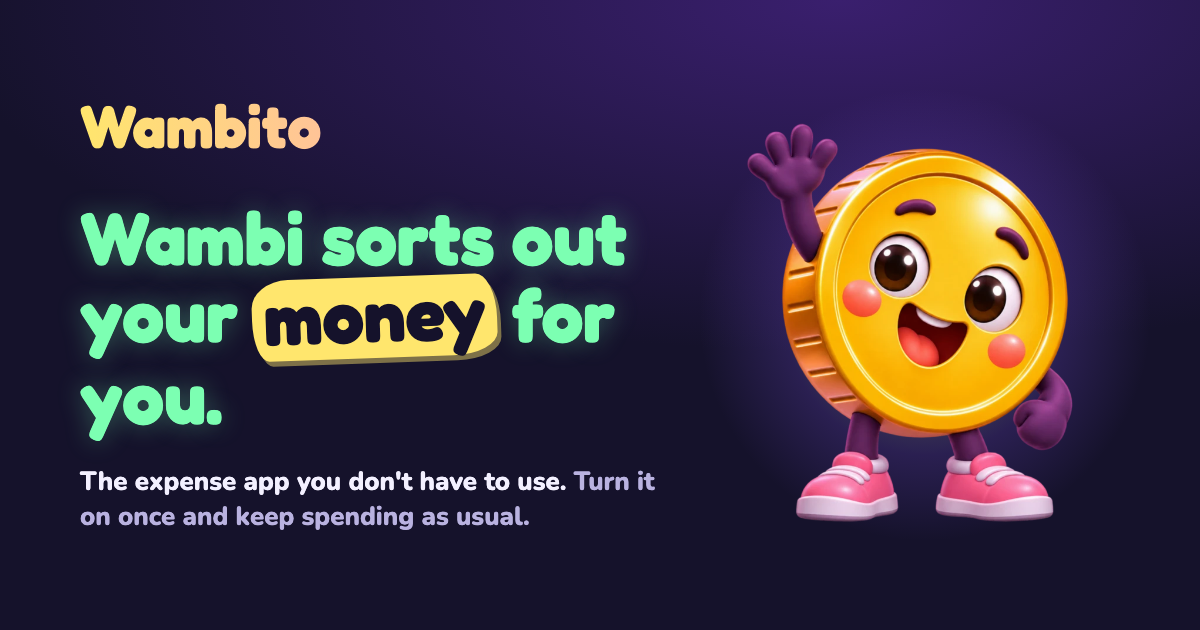 Wambito
Wambi sorts out
your money for
you.
The expense app you don't have to use. Turn it
on once and keep spending as usual.